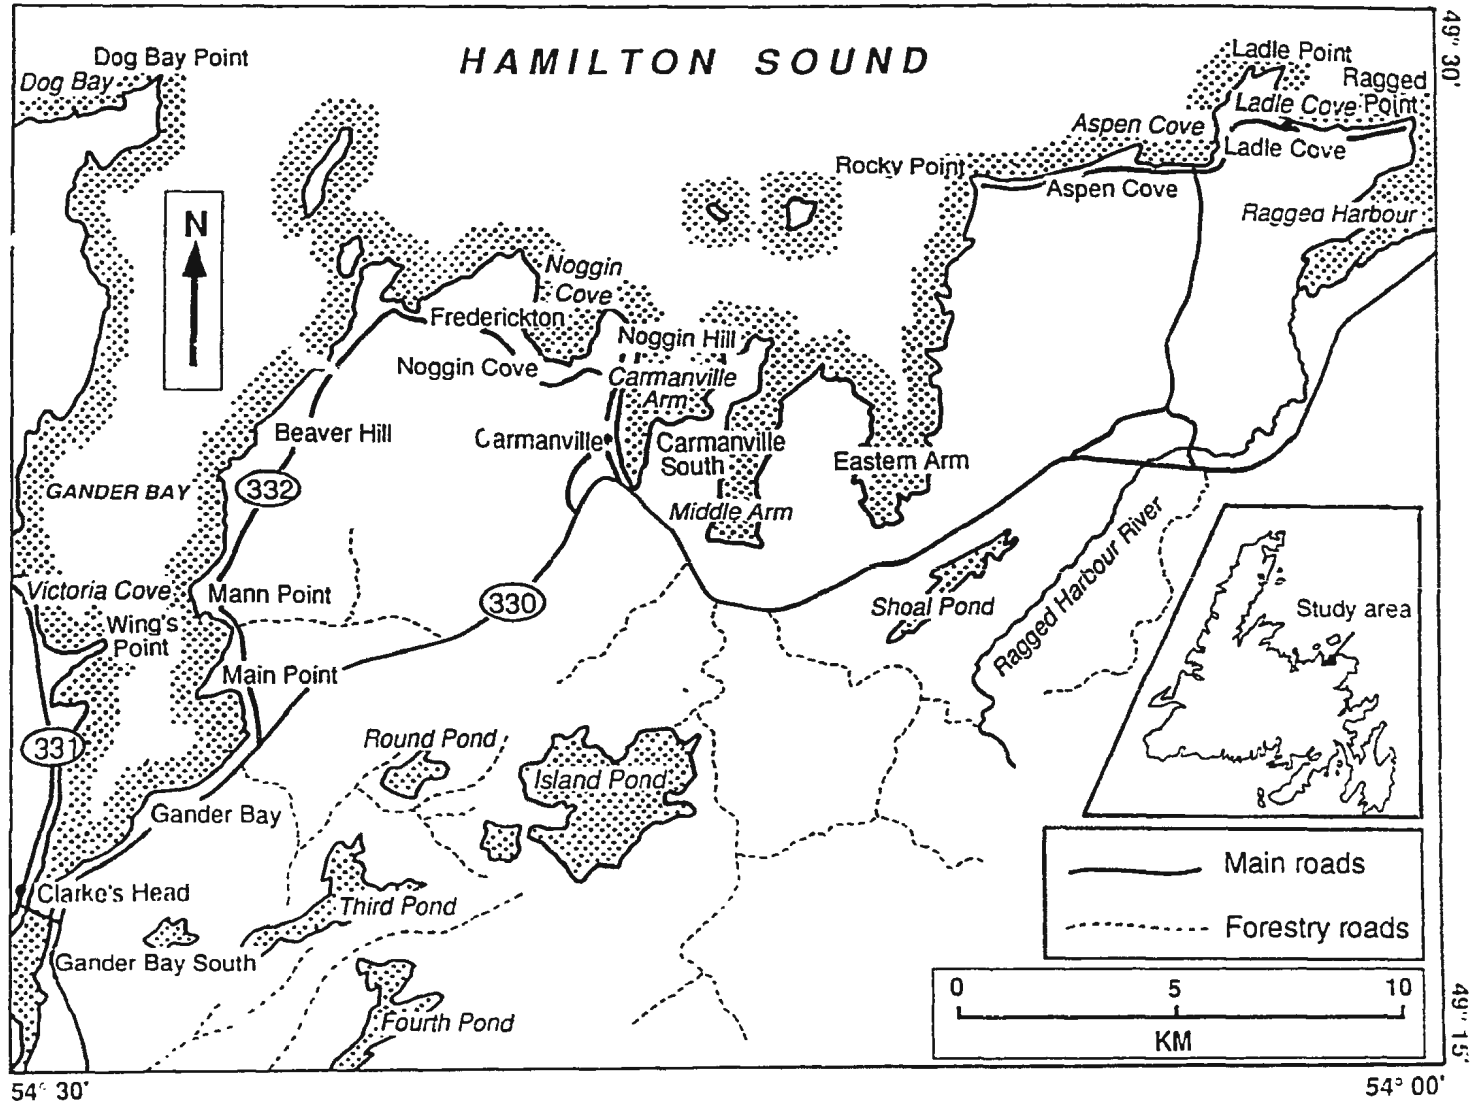 HAMILTON SOUND
Dog Bay Point
Dog Bay
Ladle Point
Ragged
Point
Ladle Cove
Ladle Cove
Aspen Cove
Aspen Cove
Rocky Point
Ragged Harbour
49° 30'
N
Noggin
Cove
Frederickton
Noggin Hill
Noggin Cove
Carmanville
Arm
Beaver Hill
Carmanville
Carmanville
South
Eastern Arm
GANDER BAY
332
Middle Arm
Ragged Harbour River
Victoria Cove
Mann Point
330
Shoal Pond
Study area
Wing's
Point
Main Point
331
Round Pond
Island Pond
Gander Bay
Clarke's Head
Third Pond
Gander Bay South
Fourth Pond
Main roads
Forestry roads
0 5 10
KM
49° 15'
54° 30'
54° 00'